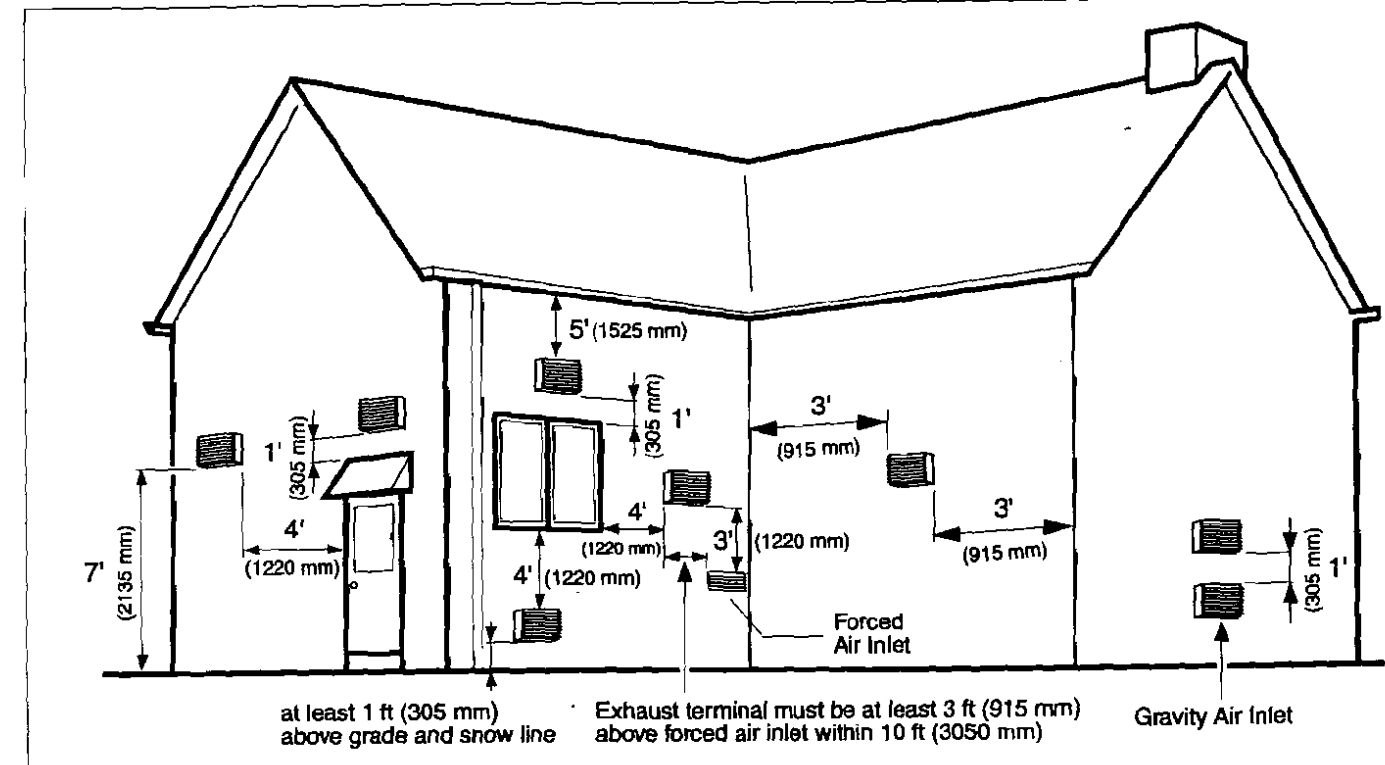 5' (1525 mm)
1'
(305 mm)
3'
(915 mm)
1'
(305 mm)
4'
(1220 mm)
7'
(2135 mm)
4'
(1220 mm)
3' (1220 mm)
4' (1220 mm)
3'
(915 mm)
1'
(305 mm)
Forced
Air Inlet
at least 1 ft (305 mm)
above grade and snow line
Exhaust terminal must be at least 3 ft (915 mm)
above forced air inlet within 10 ft (3050 mm)
Gravity Air Inlet